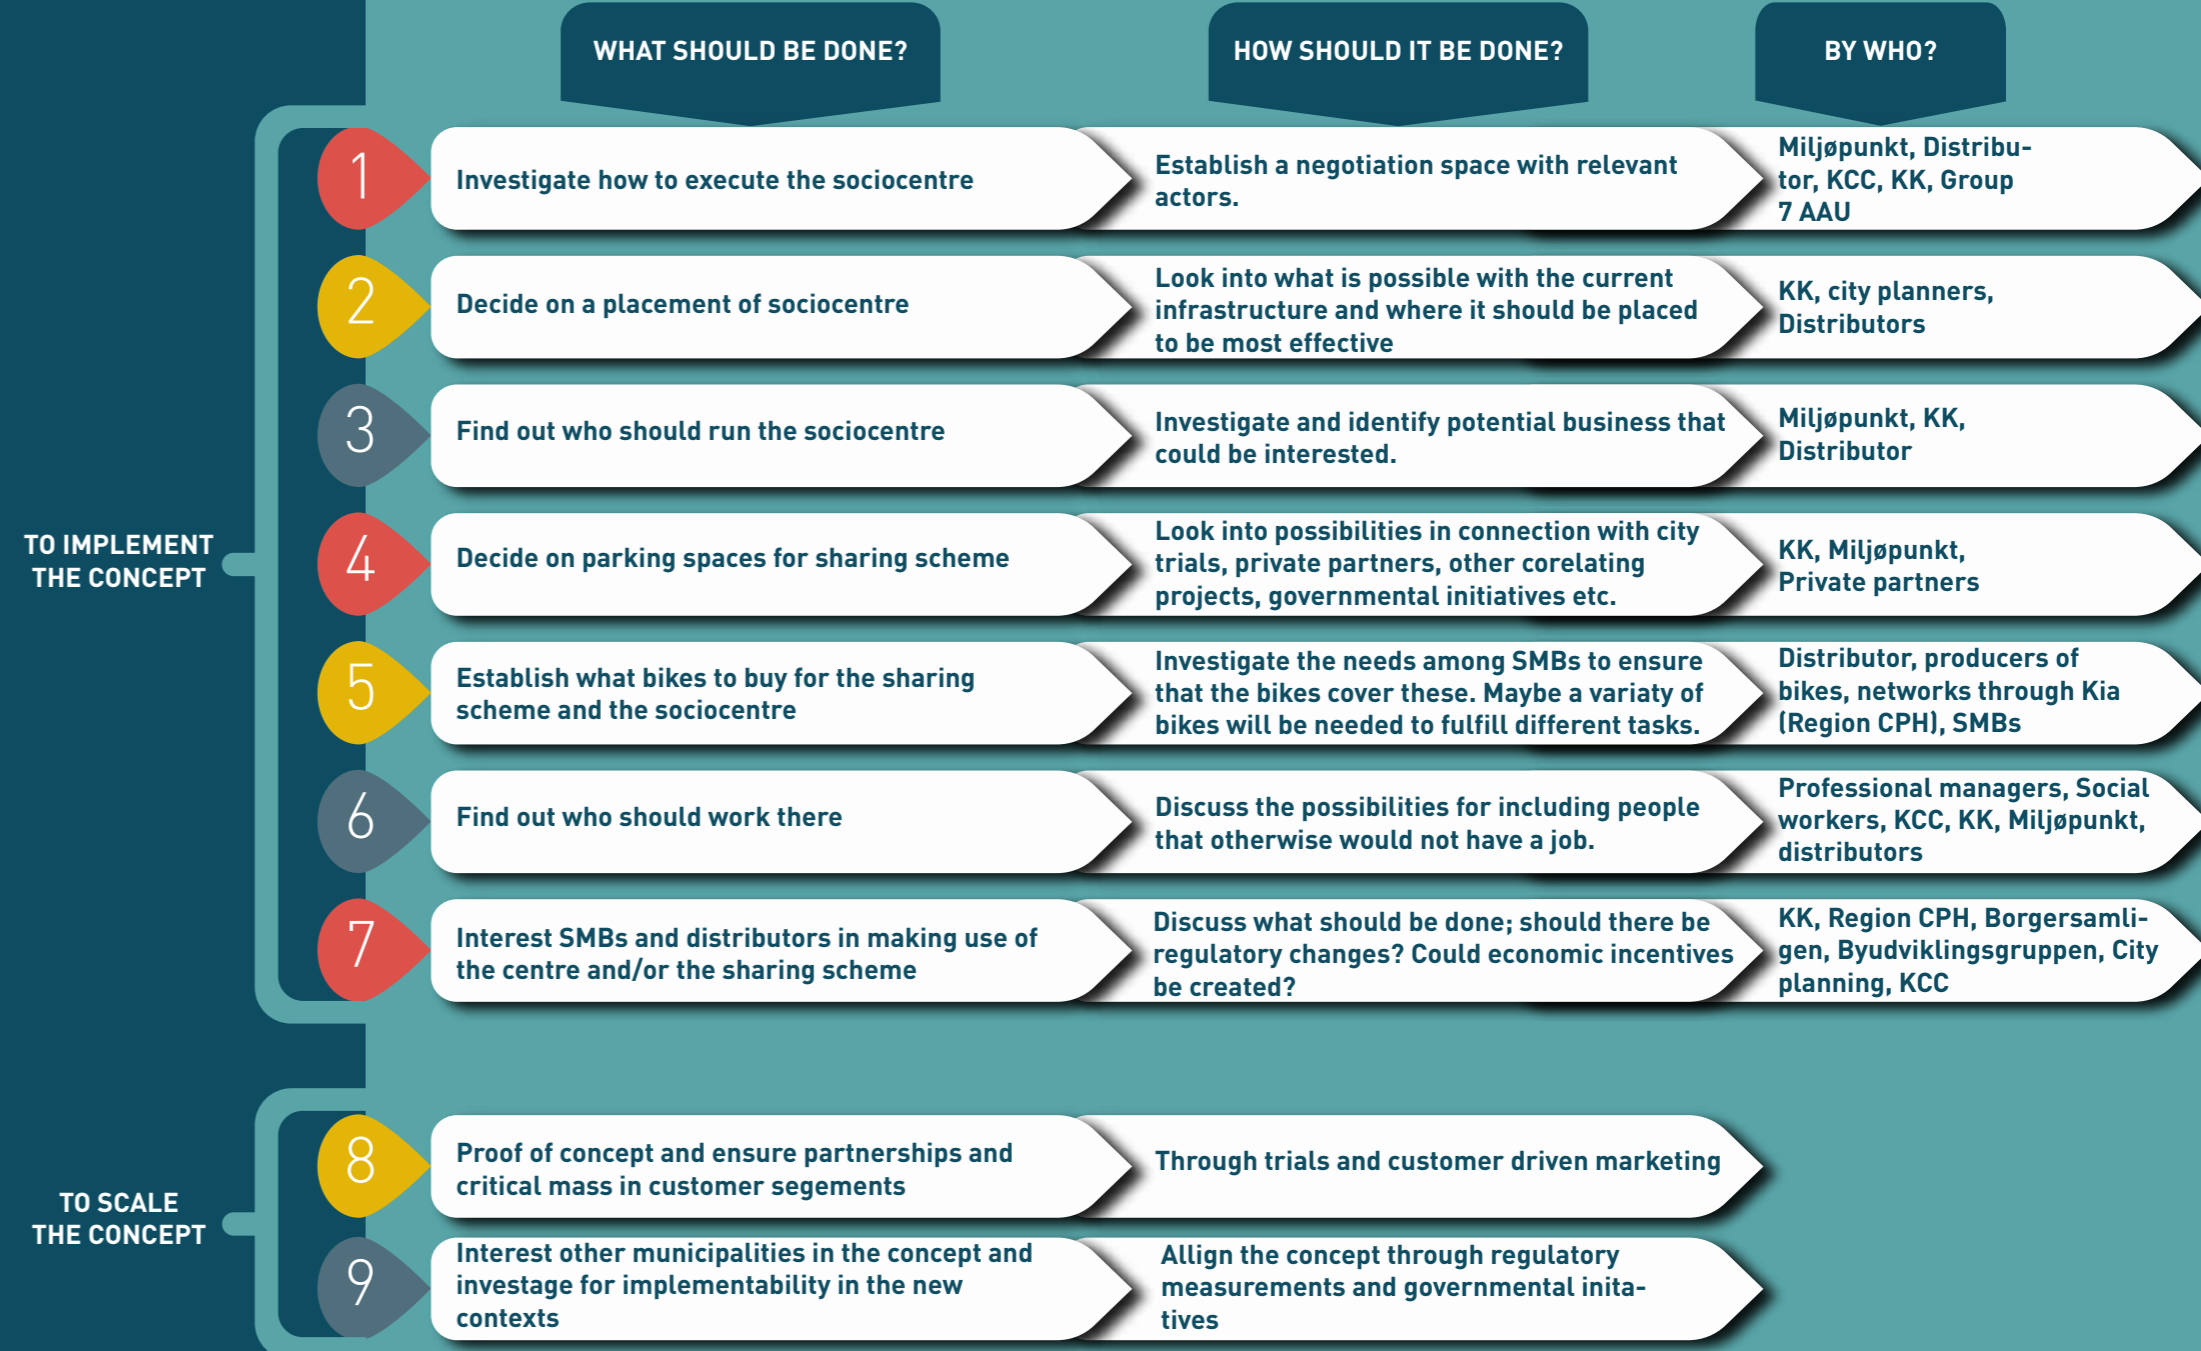 WHAT SHOULD BE DONE?
HOW SHOULD IT BE DONE?
BY WHO?
TO IMPLEMENT
THE CONCEPT
1
Investigate how to execute the sociocentre
Establish a negotiation space with relevant
actors.
Miljøpunkt, Distribu-
tor, KCC, KK, Group
7 AAU
2
Decide on a placement of sociocentre
Look into what is possible with the current
infrastructure and where it should be placed
to be most effective
KK, city planners,
Distributors
3
Find out who should run the sociocentre
Investigate and identify potential business that
could be interested.
Miljøpunkt, KK,
Distributor
4
Decide on parking spaces for sharing scheme
Look into possibilities in connection with city
trials, private partners, other corelating
projects, governmental initiatives etc.
KK, Miljøpunkt,
Private partners
5
Establish what bikes to buy for the sharing
scheme and the sociocentre
Investigate the needs among SMBs to ensure
that the bikes cover these. Maybe a variaty of
bikes will be needed to fulfill different tasks.
Distributor, producers of
bikes, networks through Kia
(Region CPH), SMBs
6
Find out who should work there
Discuss the possibilities for including people
that otherwise would not have a job.
Professional managers, Social
workers, KCC, KK, Miljøpunkt,
distributors
7
Interest SMBs and distributors in making use of
the centre and/or the sharing scheme
Discuss what should be done; should there be
regulatory changes? Could economic incentives
be created?
KK, Region CPH, Borgersamli-
gen, Byudviklingsgruppen, City
planning, KCC
TO SCALE
THE CONCEPT
8
Proof of concept and ensure partnerships and
critical mass in customer segements
Through trials and customer driven marketing
9
Interest other municipalities in the concept and
investage for implementability in the new
contexts
Allign the concept through regulatory
measurements and governmental inita-
tives